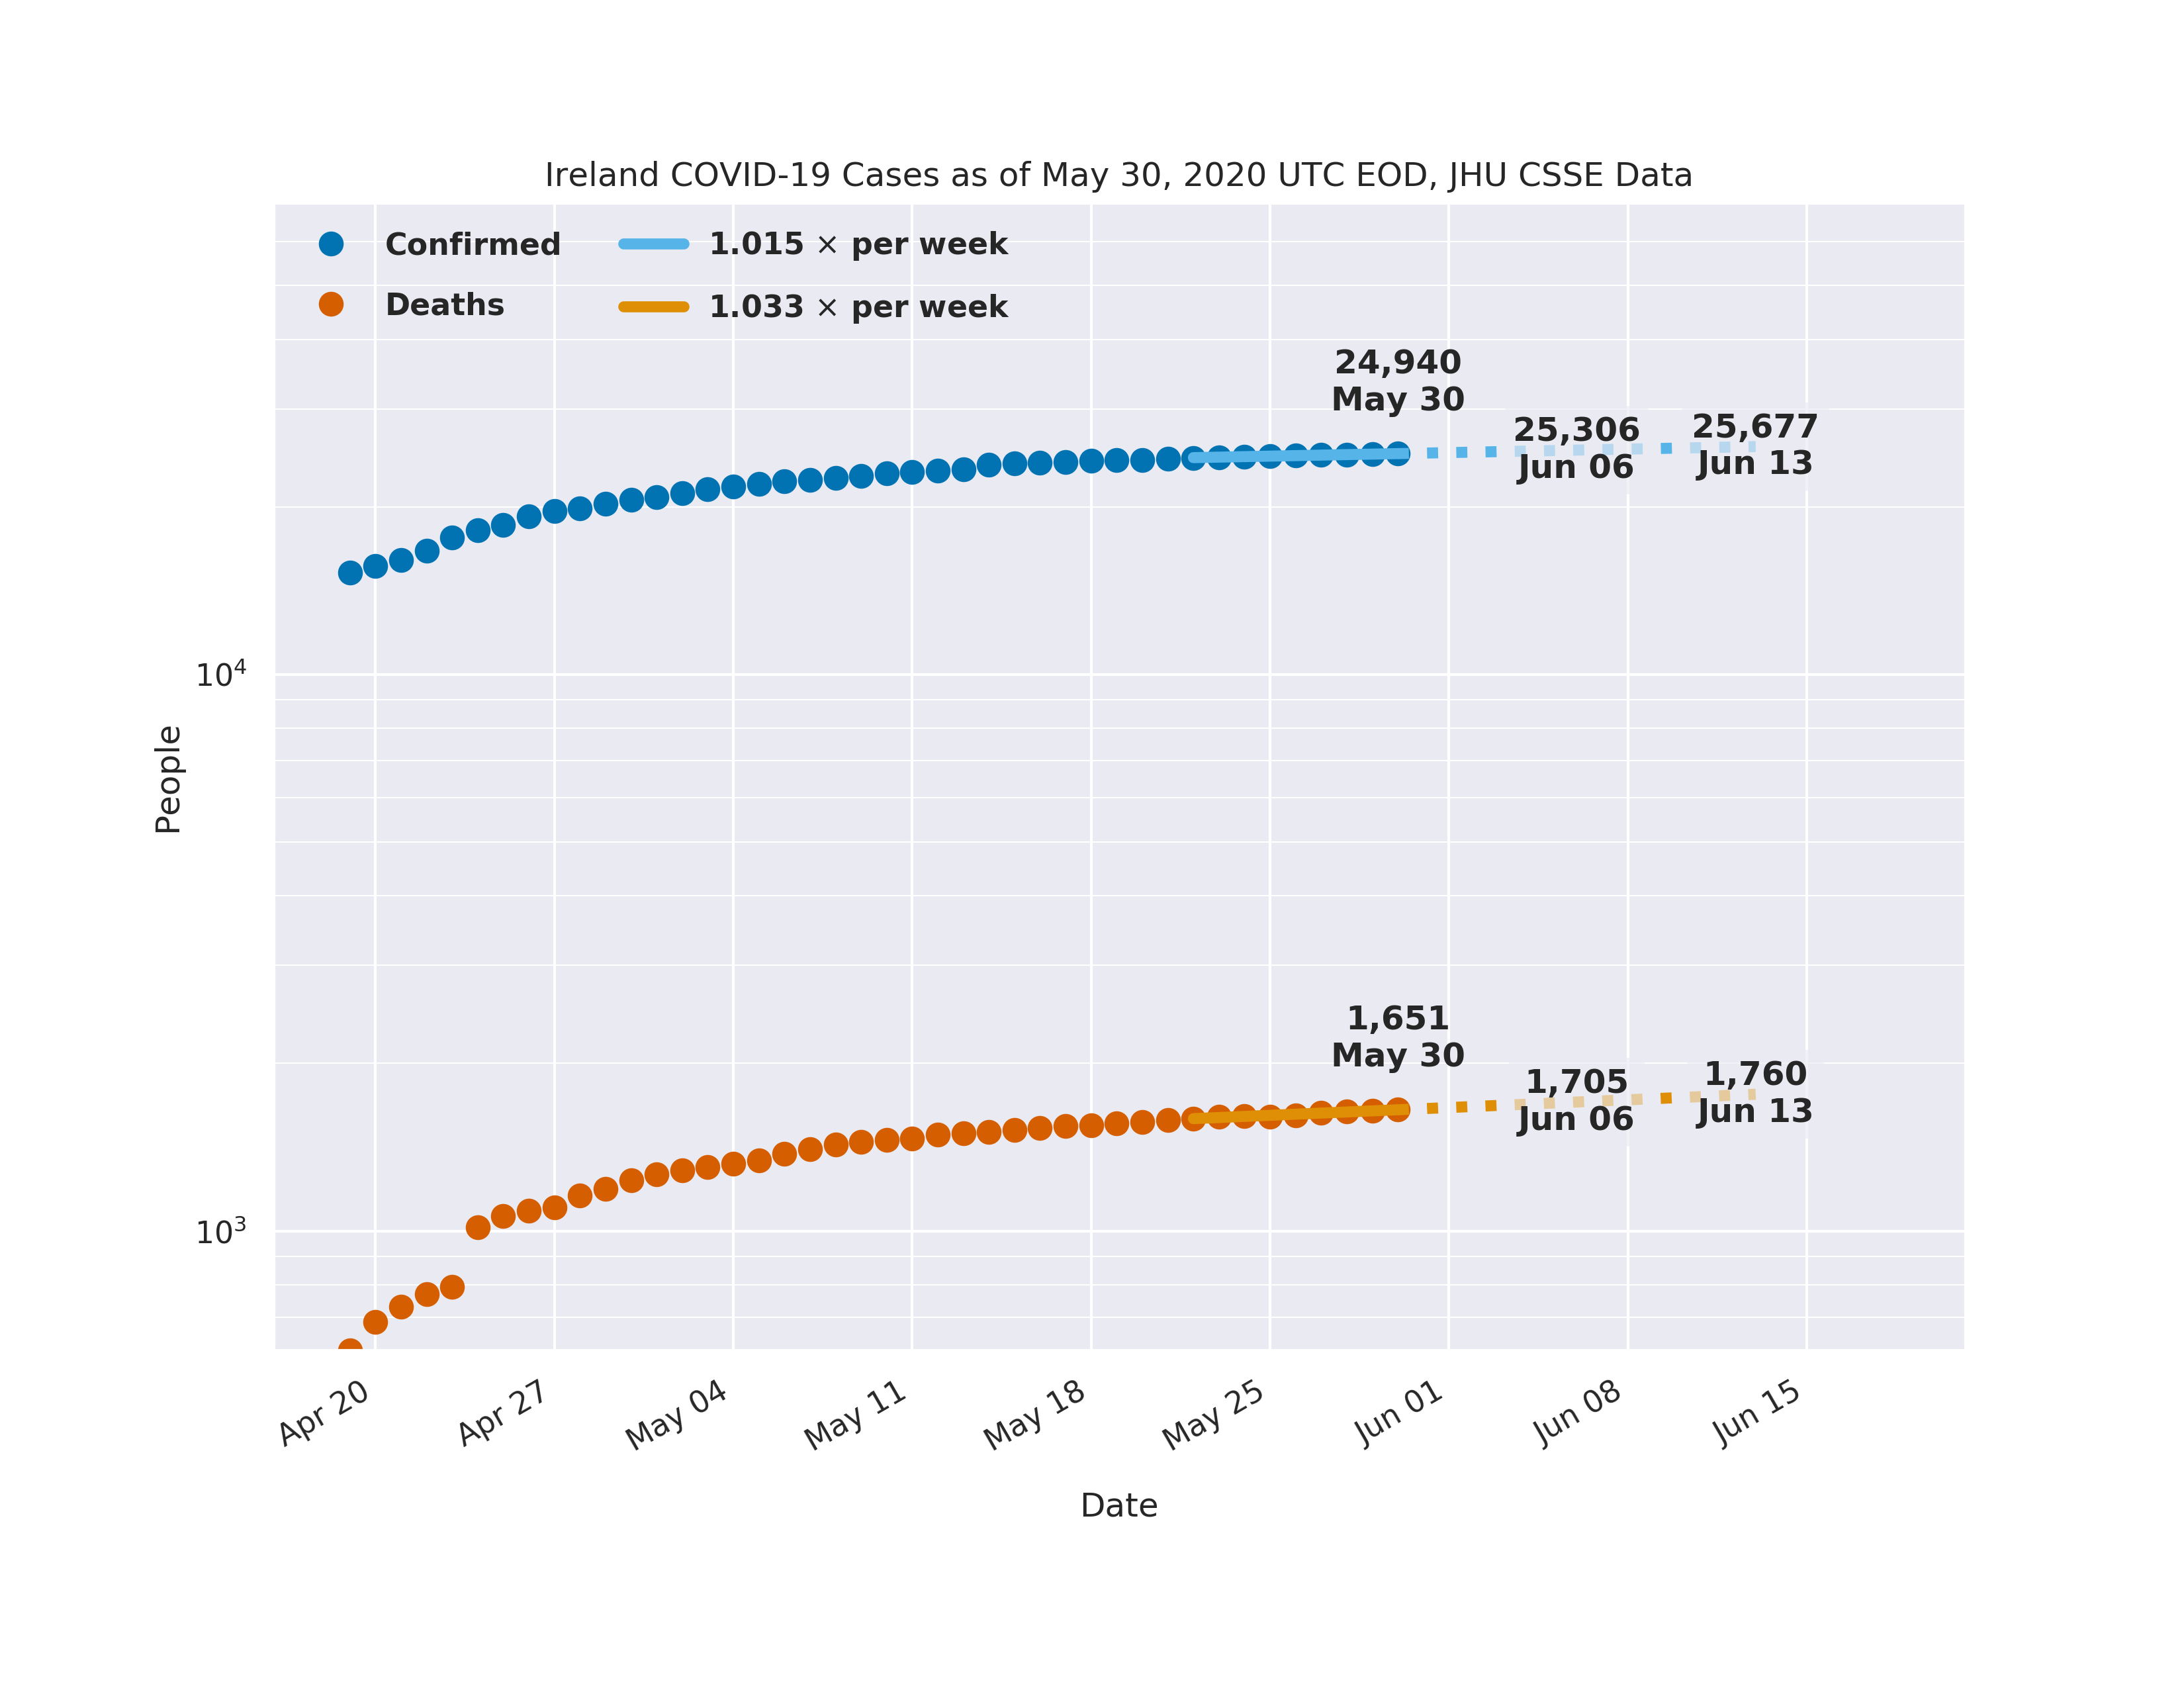 Ireland COVID-19 Cases as of May 30, 2020 UTC EOD, JHU CSSE Data
Confirmed
Deaths
1.015 × per week
1.033 × per week
24,940
May 30
25,306
Jun 06
25,677
Jun 13
1,651
May 30
1,705
Jun 06
1,760
Jun 13
People
10⁴
10³
Apr 20
Apr 27
May 04
May 11
May 18
May 25
Jun 01
Jun 08
Jun 15
Date